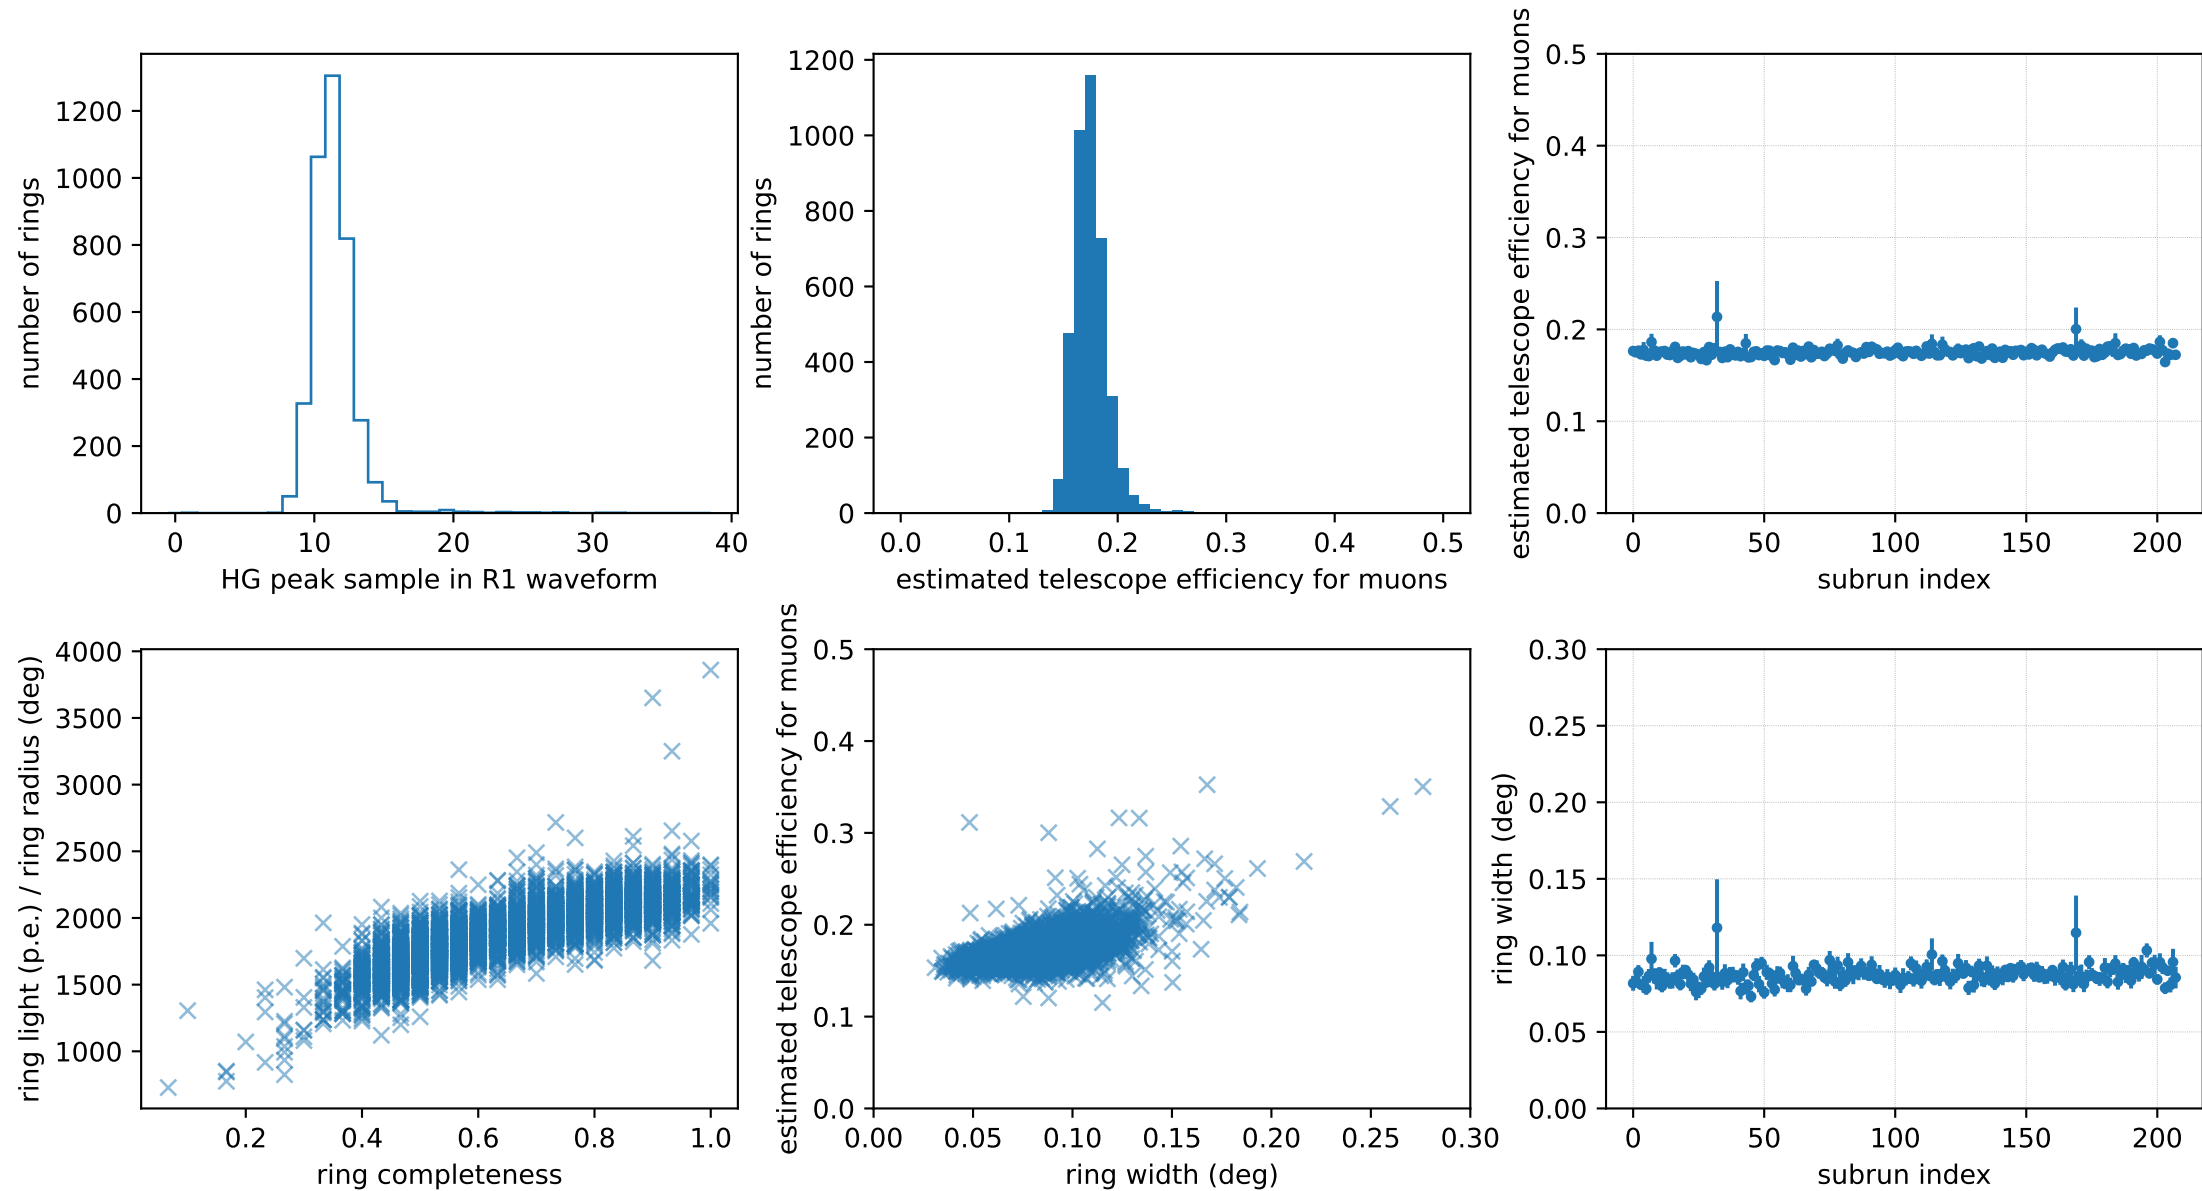 number of rings
1200
1000
800
600
400
200
0
0 10 20 30 40
HG peak sample in R1 waveform
number of rings
1200
1000
800
600
400
200
0
0.0 0.1 0.2 0.3 0.4 0.5
estimated telescope efficiency for muons
estimated telescope efficiency for muons
0.5
0.4
0.3
0.2
0.1
0.0
0 50 100 150 200
subrun index
ring light (p.e.) / ring radius (deg)
4000
3500
3000
2500
2000
1500
1000
0.2 0.4 0.6 0.8 1.0
ring completeness
estimated telescope efficiency for muons
0.5
0.4
0.3
0.2
0.1
0.0
0.00 0.05 0.10 0.15 0.20 0.25 0.30
ring width (deg)
ring width (deg)
0.30
0.25
0.20
0.15
0.10
0.05
0.00
0 50 100 150 200
subrun index